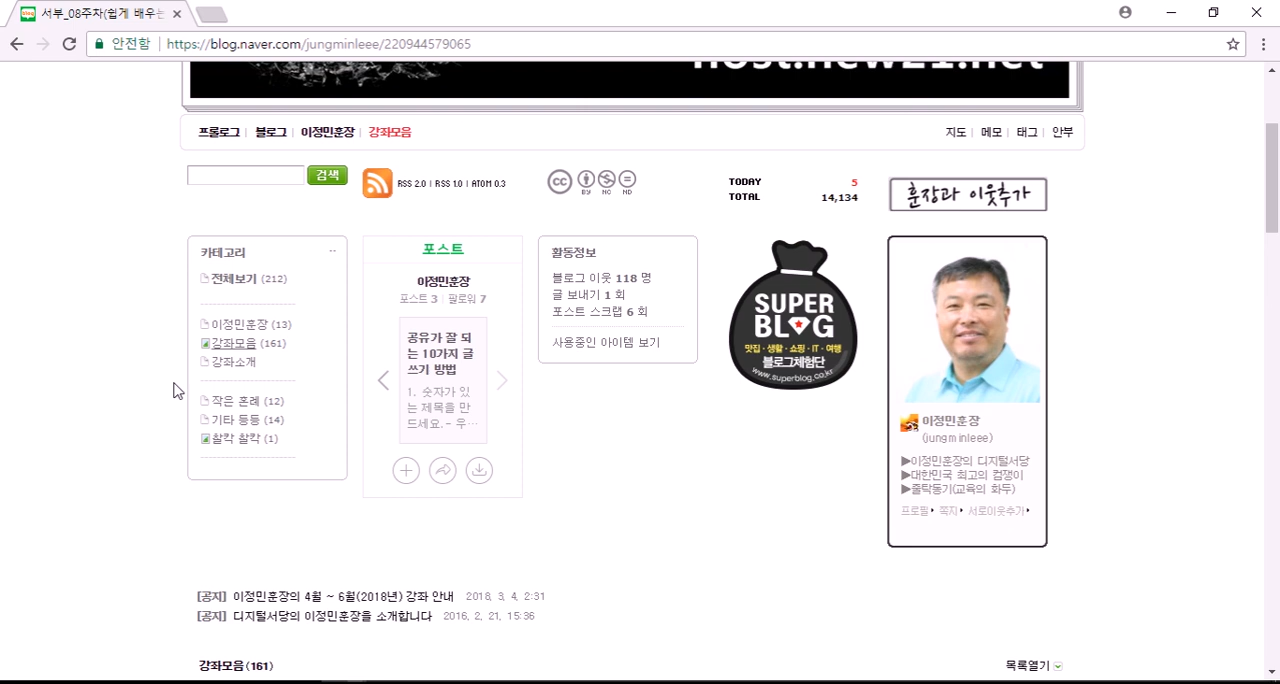 서부_08주차(쉽게 배우는
안전함
https://blog.naver.com/jungminleee/220944579065
host.new21.net
프롤로그 | 블로그 | 이정민훈장 | 강좌모음
지도 | 메모 | 태그 | 안부
검색
RSS 2.0 | RSS 1.0 | ATOM 0.3
cc
BY NC ND
TODAY 5
TOTAL 14,134
훈장과 이웃추가
카테고리
전체보기 (212)
이정민훈장 (13)
강좌모음 (161)
강좌소개
작은 훈례 (12)
기타 등등 (14)
찰칵 찰칵 (1)
포스트
이정민훈장
포스트 3 | 팔로워 7
공유가 잘 되
는 10가지 글
쓰기 방법
1. 숫자가 있
는 제목을 만
드세요. - 우…
활동정보
블로그 이웃 118 명
글 보내기 1 회
포스트 스크랩 6 회
사용중인 아이템 보기
SUPER
BLOG
맛집·생활·쇼핑·IT·여행
블로그체험단
www.superblog.co.kr
이정민훈장
(jungminleee)
▶이정민훈장의 디지털서당
▶대한민국 최고의 컴쟁이
▶줄탁동기(교육의 화두)
프로필 쪽지 서로이웃추가
[공지] 이정민훈장의 4월 ~ 6월(2018년) 강좌 안내 2018. 3. 4. 2:31
[공지] 디지털서당의 이정민훈장을 소개합니다 2016. 2. 21. 15:36
강좌모음 (161)
목록열기